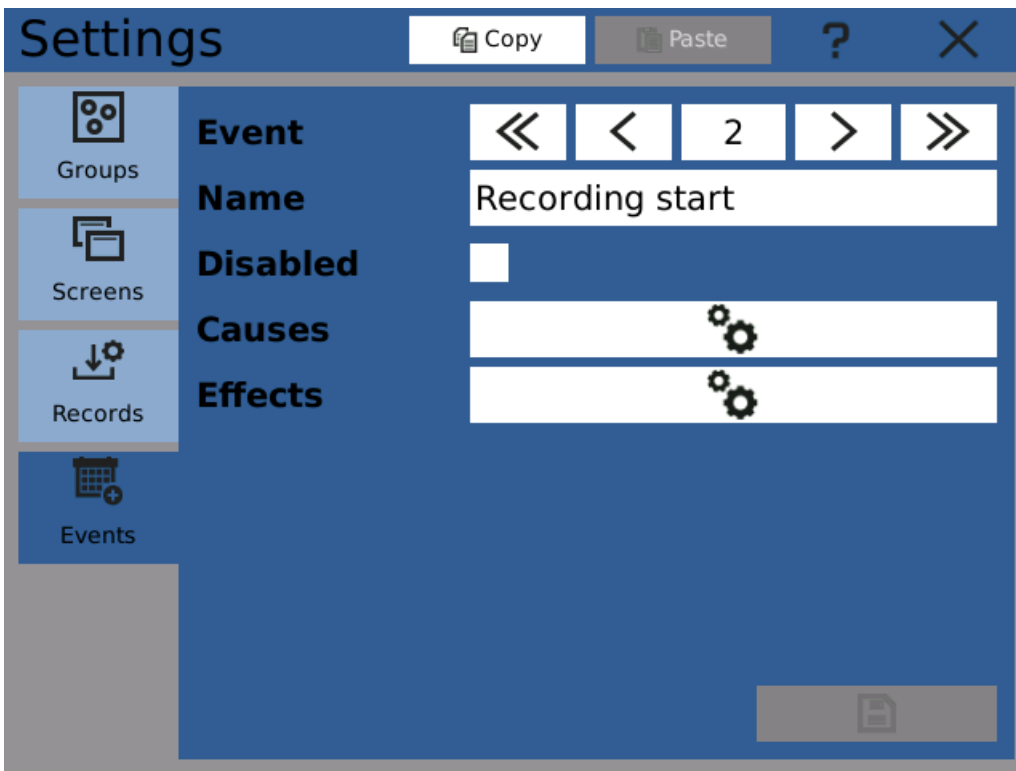 Settings
Copy
Paste
?
Groups
Screens
Records
Events
Event
2
Name
Recording start
Disabled
Causes
Effects